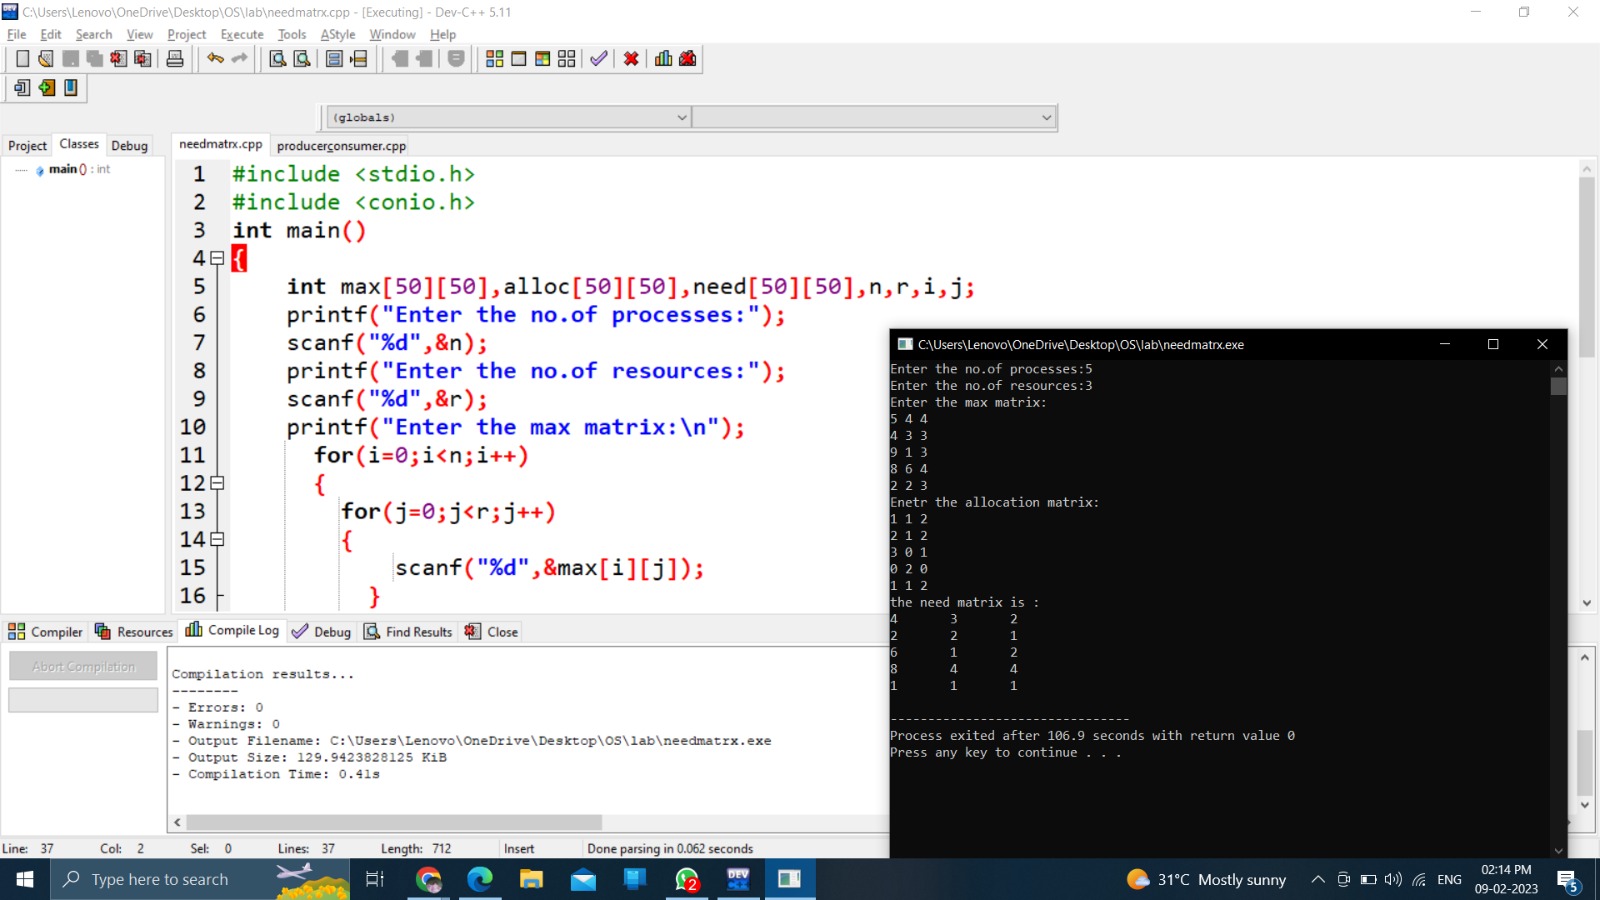 C:\Users\Lenovo\OneDrive\Desktop\OS\lab\needmatrx.cpp - [Executing] - Dev-C++ 5.11
File Edit Search View Project Execute Tools AStyle Window Help
(globals)
Project Classes Debug
needmatrx.cpp producerconsumer.cpp
main () : int
1 #include <stdio.h>
2 #include <conio.h>
3 int main()
4 {
5 int max[50][50],alloc[50][50],need[50][50],n,r,i,j;
6 printf("Enter the no.of processes:");
7 scanf("%d",&n);
8 printf("Enter the no.of resources:");
9 scanf("%d",&r);
10 printf("Enter the max matrix:\n");
11 for(i=0;i<n;i++)
12 {
13 for(j=0;j<r;j++)
14 {
15 scanf("%d",&max[i][j]);
16 }
C:\Users\Lenovo\OneDrive\Desktop\OS\lab\needmatrx.exe
Enter the no.of processes:5
Enter the no.of resources:3
Enter the max matrix:
5 4 4
4 3 3
9 1 3
8 6 4
2 2 3
Enetr the allocation matrix:
1 1 2
2 1 2
3 0 1
0 2 0
1 1 2
the need matrix is :
4 3 2
2 2 1
6 1 2
8 4 4
1 1 1
--------------------------------
Process exited after 106.9 seconds with return value 0
Press any key to continue . . .
Compiler Resources Compile Log Debug Find Results Close
Abort Compilation
Compilation results...
--------
- Errors: 0
- Warnings: 0
- Output Filename: C:\Users\Lenovo\OneDrive\Desktop\OS\lab\needmatrx.exe
- Output Size: 129.9423828125 KiB
- Compilation Time: 0.41s
Line: 37 Col: 2 Sel: 0 Lines: 37 Length: 712 Insert Done parsing in 0.062 seconds
Type here to search
2
DEV
31°C Mostly sunny
ENG
02:14 PM
09-02-2023
5